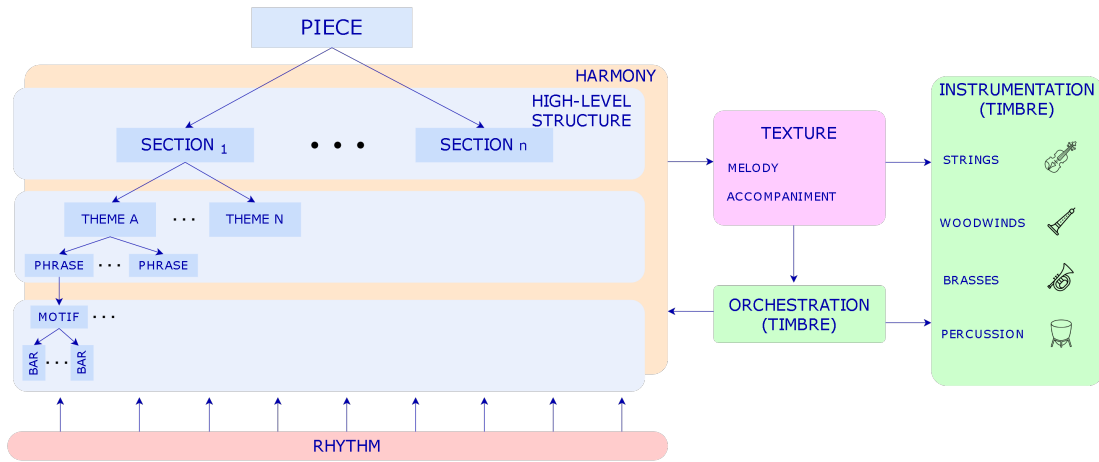 PIECE
HARMONY
HIGH-LEVEL
STRUCTURE
SECTION 1
• • •
SECTION n
THEME A
...
THEME N
PHRASE
...
PHRASE
MOTIF
...
BAR
...
BAR
RHYTHM
TEXTURE
MELODY
ACCOMPANIMENT
ORCHESTRATION
(TIMBRE)
INSTRUMENTATION
(TIMBRE)
STRINGS
WOODWINDS
BRASSES
PERCUSSION